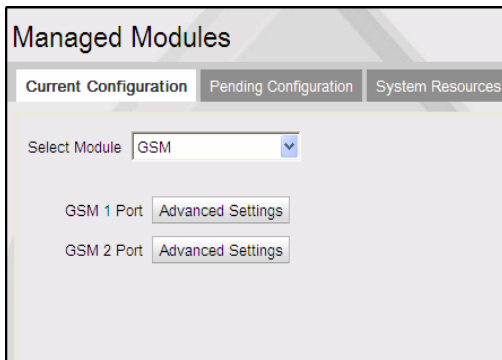 Managed Modules
Current Configuration Pending Configuration System Resources
Select Module GSM
GSM 1 Port Advanced Settings
GSM 2 Port Advanced Settings